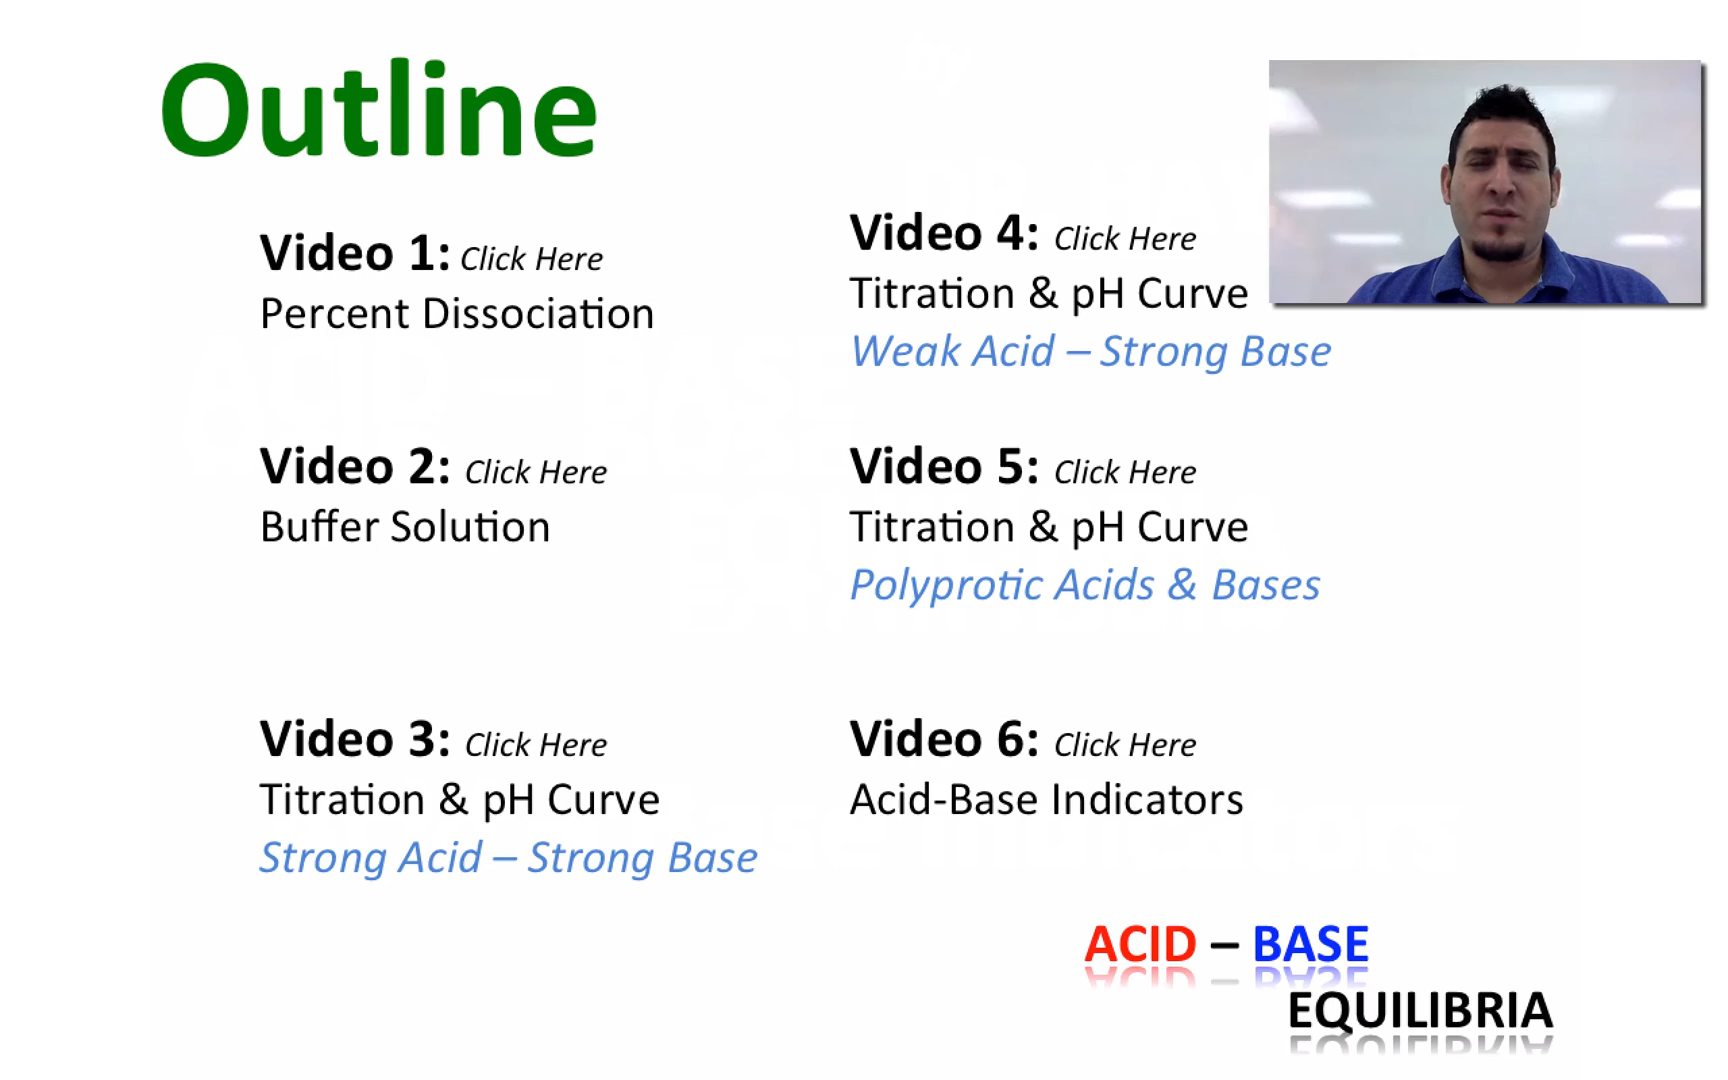 Outline
Video 1: Click Here
Percent Dissociation
Video 2: Click Here
Buffer Solution
Video 3: Click Here
Titration & pH Curve
Strong Acid – Strong Base
Video 4: Click Here
Titration & pH Curve
Weak Acid – Strong Base
Video 5: Click Here
Titration & pH Curve
Polyprotic Acids & Bases
Video 6: Click Here
Acid-Base Indicators
ACID – BASE
EQUILIBRIA